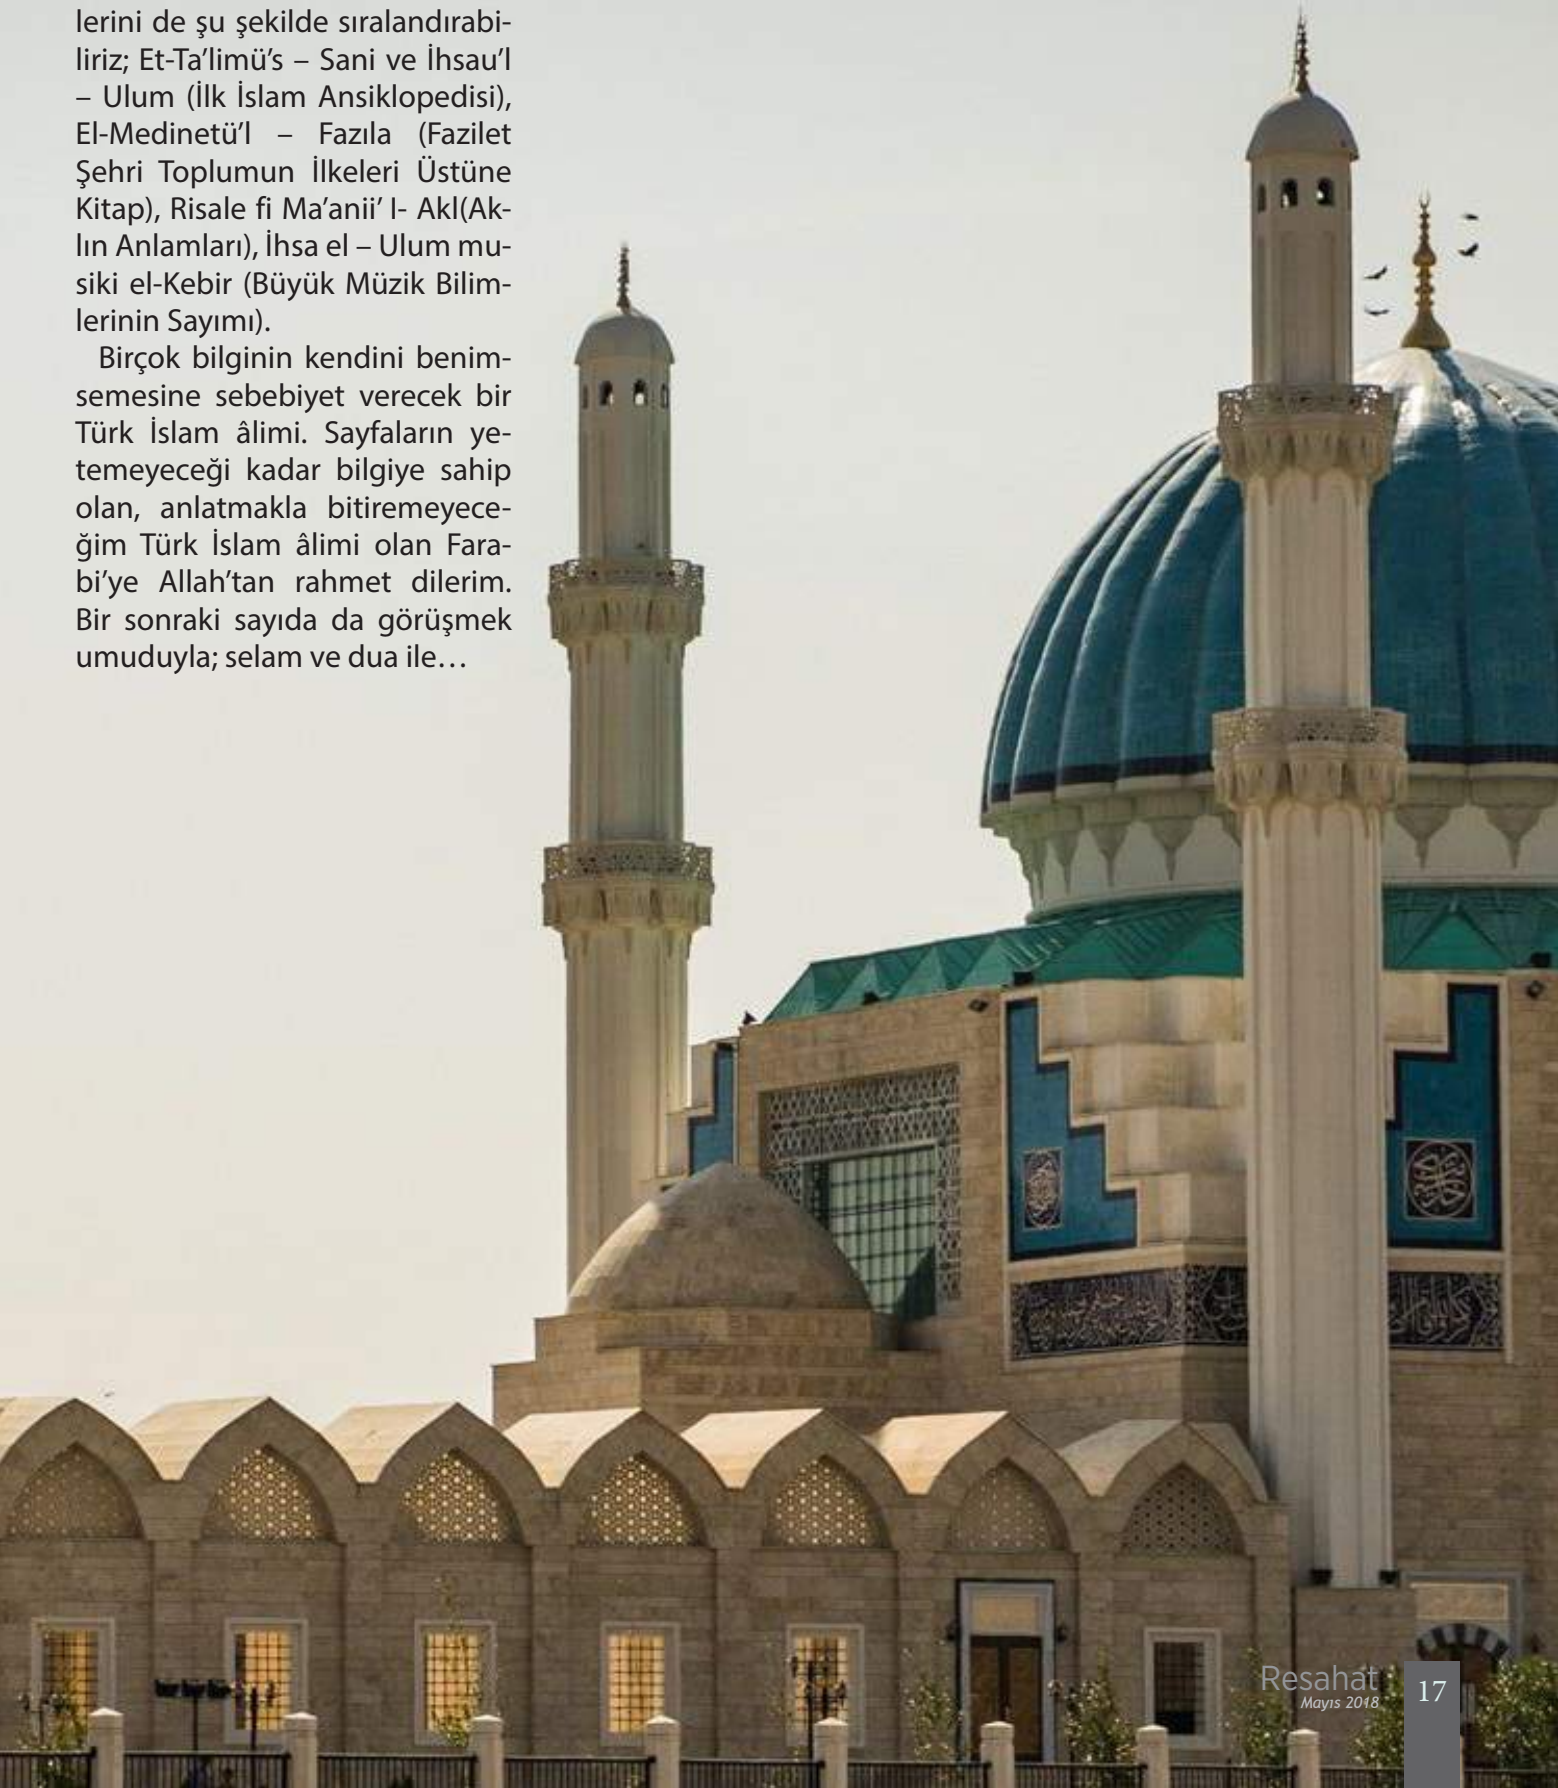 lerini de şu şekilde sıralandırabi-
liriz; Et-Ta’limü’s – Sani ve İhsau’l
– Ulum (İlk İslam Ansiklopedisi),
El-Medinetü’l – Fazıla (Fazilet
Şehri Toplumun İlkeleri Üstüne
Kitap), Risale fi Ma’anii’ l- Akl(Ak-
lın Anlamları), İhsa el – Ulum mu-
siki el-Kebir (Büyük Müzik Bilim-
lerinin Sayımı).
Birçok bilginin kendini benim-
semesine sebebiyet verecek bir
Türk İslam âlimi. Sayfaların ye-
temeyeceği kadar bilgiye sahip
olan, anlatmakla bitiremeyece-
ğim Türk İslam âlimi olan Fara-
bi’ye Allah’tan rahmet dilerim.
Bir sonraki sayıda da görüşmek
umuduyla; selam ve dua ile…
Resahat
Mayıs 2018
17